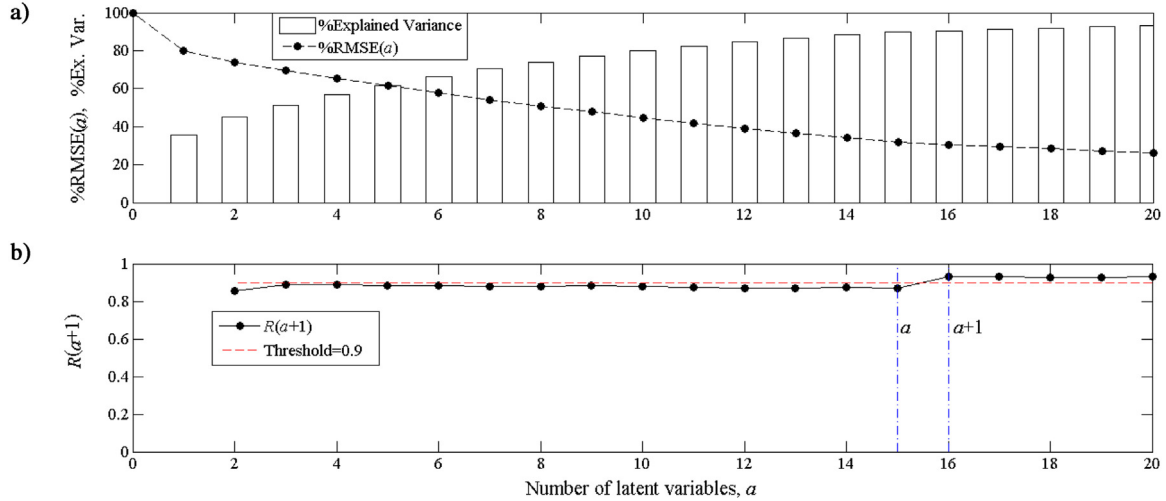 a)
%RMSE(a), %Ex. Var.
100
80
60
40
20
0
%Explained Variance
%RMSE(a)
0 2 4 6 8 10 12 14 16 18 20
b)
R(a+1)
1
0.8
0.6
0.4
0.2
0
R(a+1)
Threshold=0.9
a
a+1
0 2 4 6 8 10 12 14 16 18 20
Number of latent variables, a